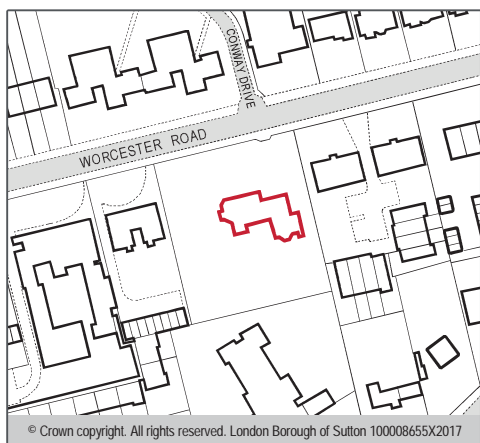 CONWAY DRIVE
WORCESTER ROAD
© Crown copyright. All rights reserved. London Borough of Sutton 100008655X2017